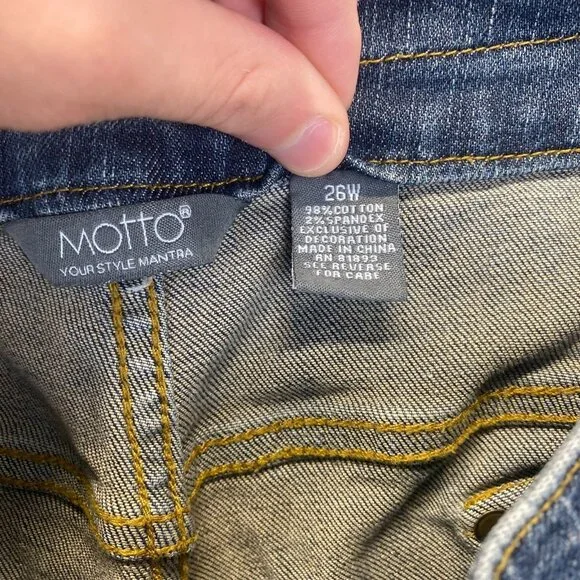 MOTTO®
YOUR STYLE MANTRA
26W
98% COTTON
2% SPANDEX
EXCLUSIVE OF
DECORATION
MADE IN CHINA
RN 81893
SEE REVERSE
FOR CARE